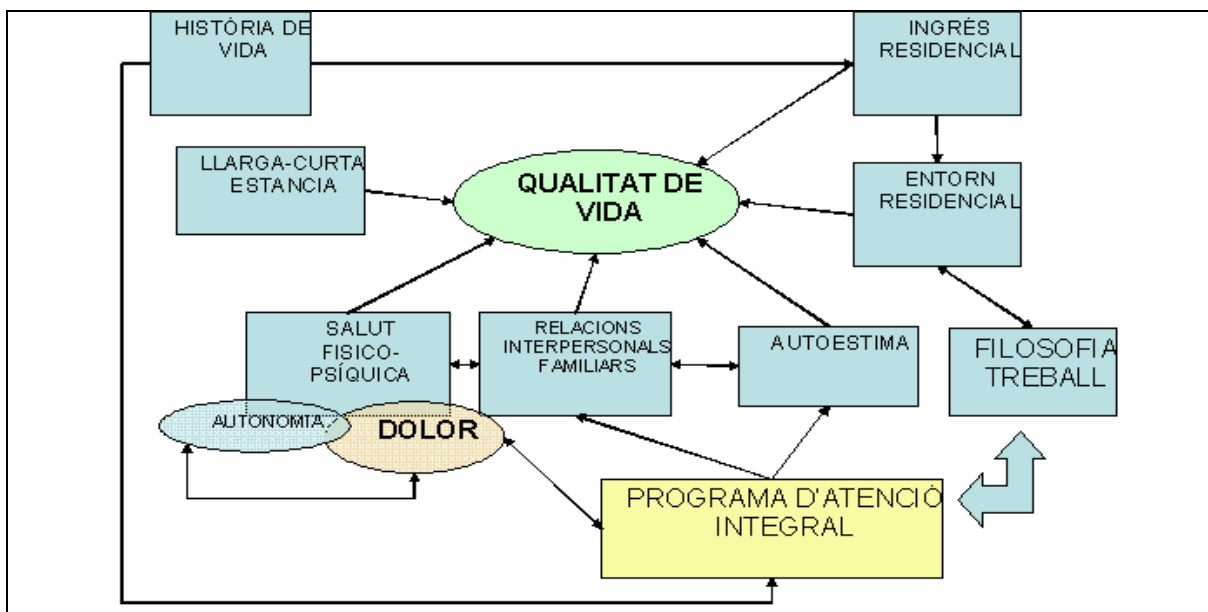 HISTÒRIA DE
VIDA
INGRÈS
RESIDENCIAL
LLARGA-CURTA
ESTANCIA
QUALITAT DE
VIDA
ENTORN
RESIDENCIAL
SALUT
FISICO-
PSÍQUICA
RELACIONS
INTERPERSONALS
FAMILIARS
AUTOESTIMA
FILOSOFIA
TREBALL
AUTONOMIA
DOLOR
PROGRAMA D'ATENCIÓ
INTEGRAL